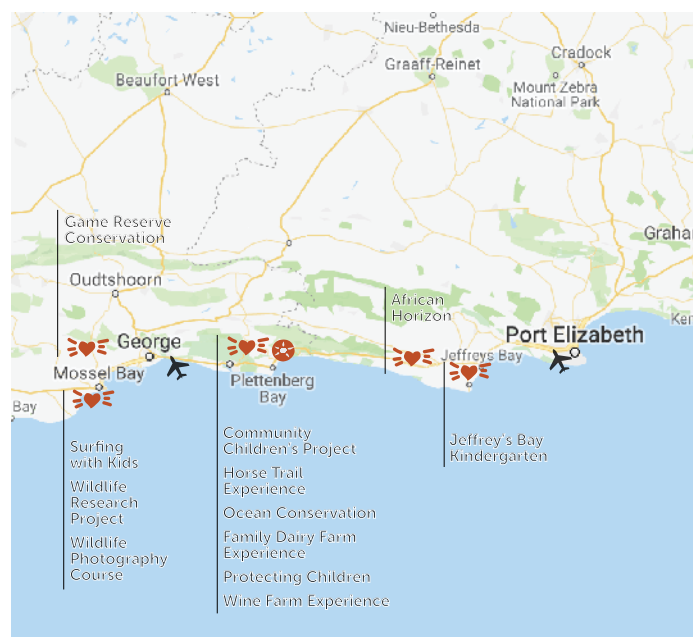 Nieu-Bethesda
Cradock
Graaff-Reinet
Beaufort West
Mount Zebra
National Park
Game Reserve
Conservation
Graha
Oudtshoorn
African
Horizon
Ken
George
Port Elizabeth
Jeffreys Bay
Mossel Bay
Plettenberg
Bay
Bay
Surfing
with Kids
Wildlife
Research
Project
Wildlife
Photography
Course
Community
Children's Project
Horse Trail
Experience
Ocean Conservation
Family Dairy Farm
Experience
Protecting Children
Wine Farm Experience
Jeffrey's Bay
Kindergarten